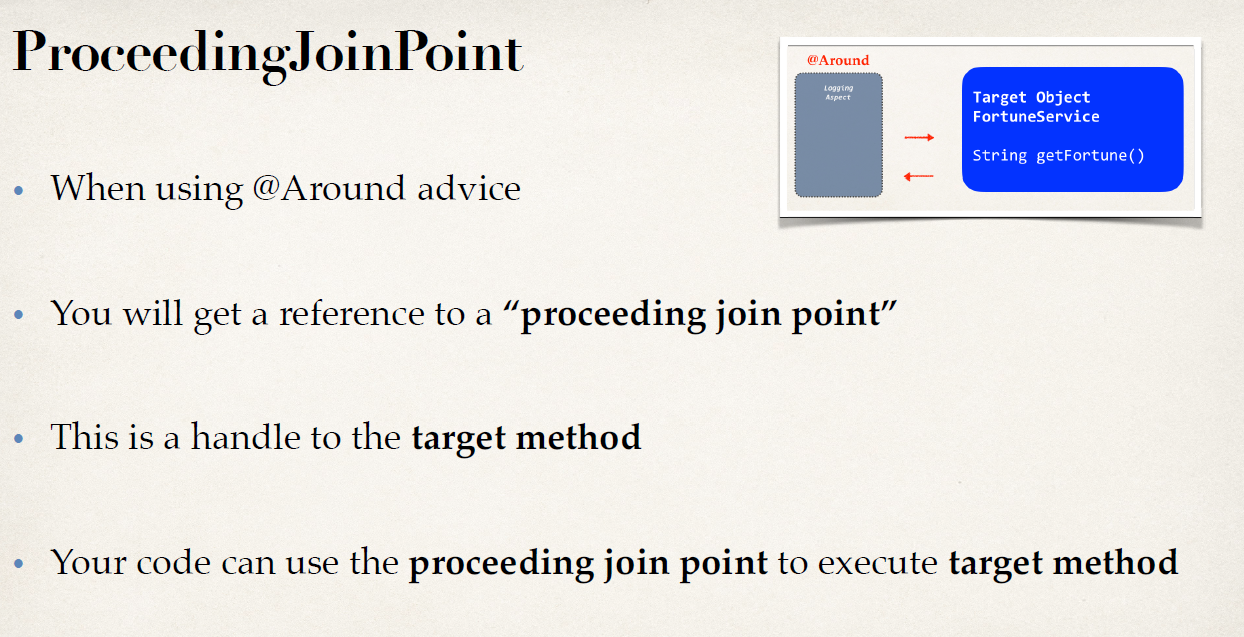 ProceedingJoinPoint
@Around
Logging
Aspect
Target Object
FortuneService
String getFortune()
• When using @Around advice
• You will get a reference to a “proceeding join point”
• This is a handle to the target method
• Your code can use the proceeding join point to execute target method